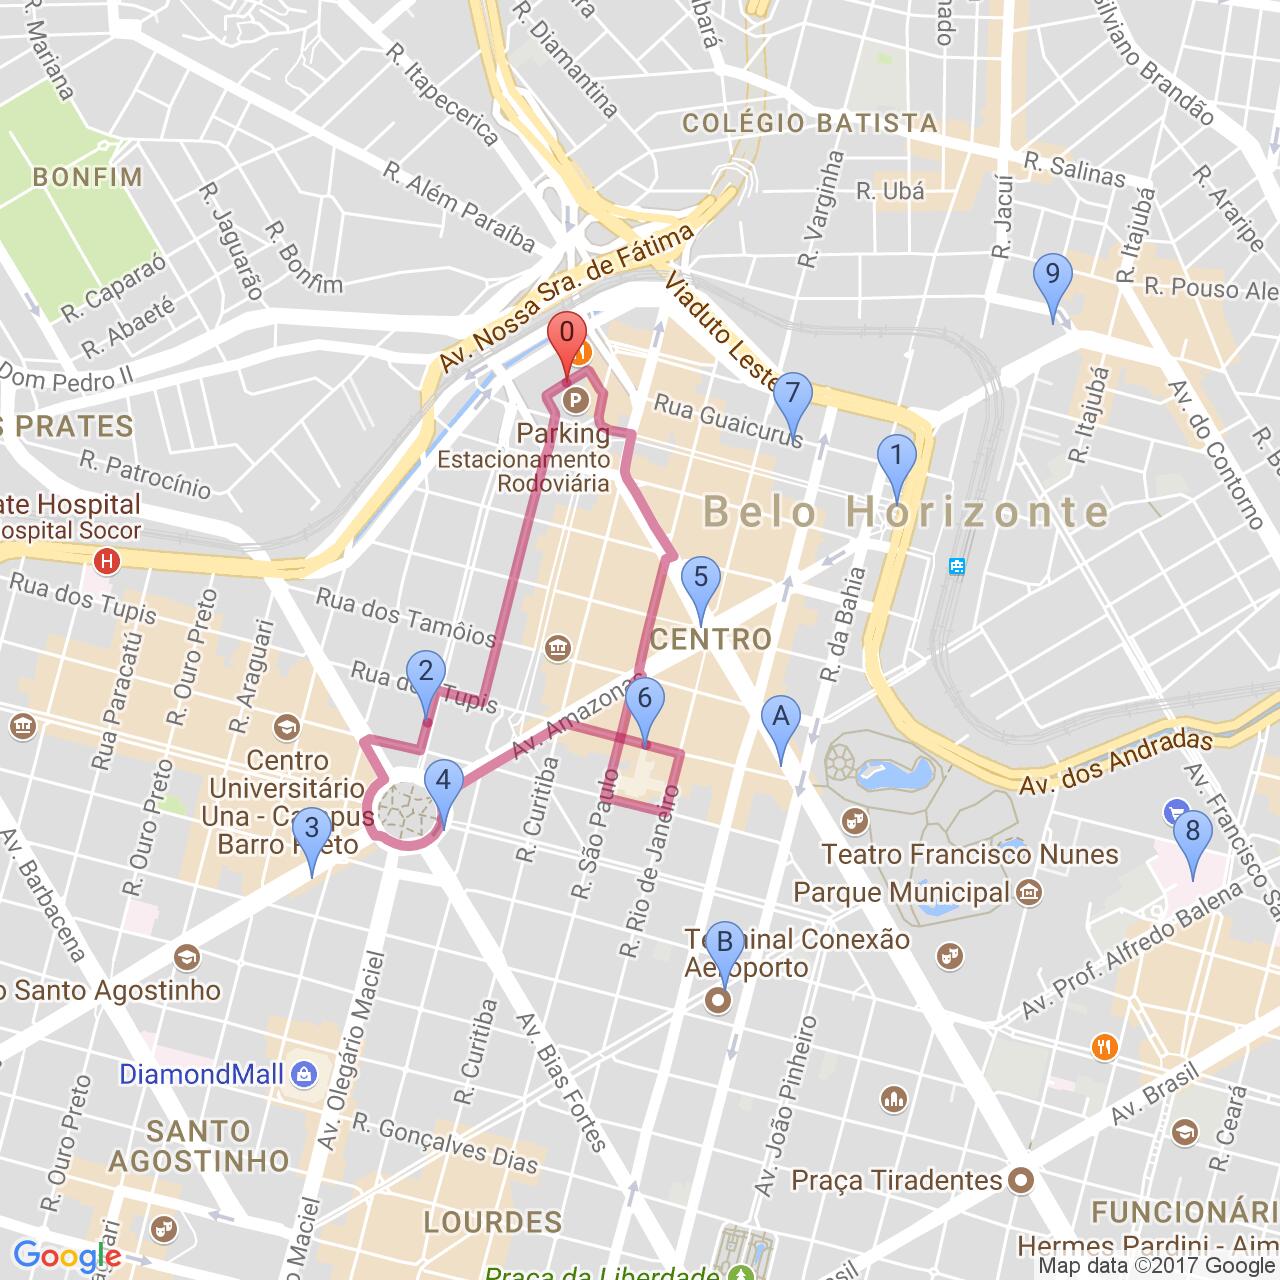 R. Mariana
R. Itapecerica
R. Diamantina
Silviano Brandão
COLÉGIO BATISTA
BONFIM
R. Jaguarão
R. Bonfim
R. Além Paraíba
R. Varginha
R. Ubá
R. Jacuí
R. Salinas
R. Itajubá
R. Araripe
R. Caparaó
R. Abaeté
Av. Nossa Sra. de Fátima
Viaduto Leste
9
R. Pouso Ale
0
Dom Pedro II
S PRATES
R. Patrocínio
P
Parking
Estacionamento
Rodoviária
Rua Guaicurus
7
1
R. Itajubá
Av. do Contorno
ate Hospital
ospital Socor
H
Belo Horizonte
Rua dos Tupis
Rua Paracatú
R. Ouro Preto
R. Araguari
Rua dos Tamóios
Rua dos Tupis
2
5
CENTRO
R. da Bahia
6
A
Av. Amazonas
Centro
Universitário
Una - Campus
Barro Preto
3
4
R. Ouro Preto
R. Curitiba
R. São Paulo
R. Rio de Janeiro
Av. dos Andradas
Av. Francisco Sa
Teatro Francisco Nunes
Parque Municipal
8
Av. Prof. Alfredo Balena
Av. Barbacena
B
Terminal Conexão
Aeroporto
o Santo Agostinho
Av. Olegário Maciel
R. Curitiba
Av. Bias Fortes
Av. João Pinheiro
DiamondMall
R. Ouro Preto
SANTO
AGOSTINHO
R. Gonçalves Dias
Av. Brasil
R. Ceará
Praça Tiradentes
LOURDES
FUNCIONÁRI
Hermes Pardini - Aim
Maciel
Praça da Liberdade
Google
Map data ©2017 Google